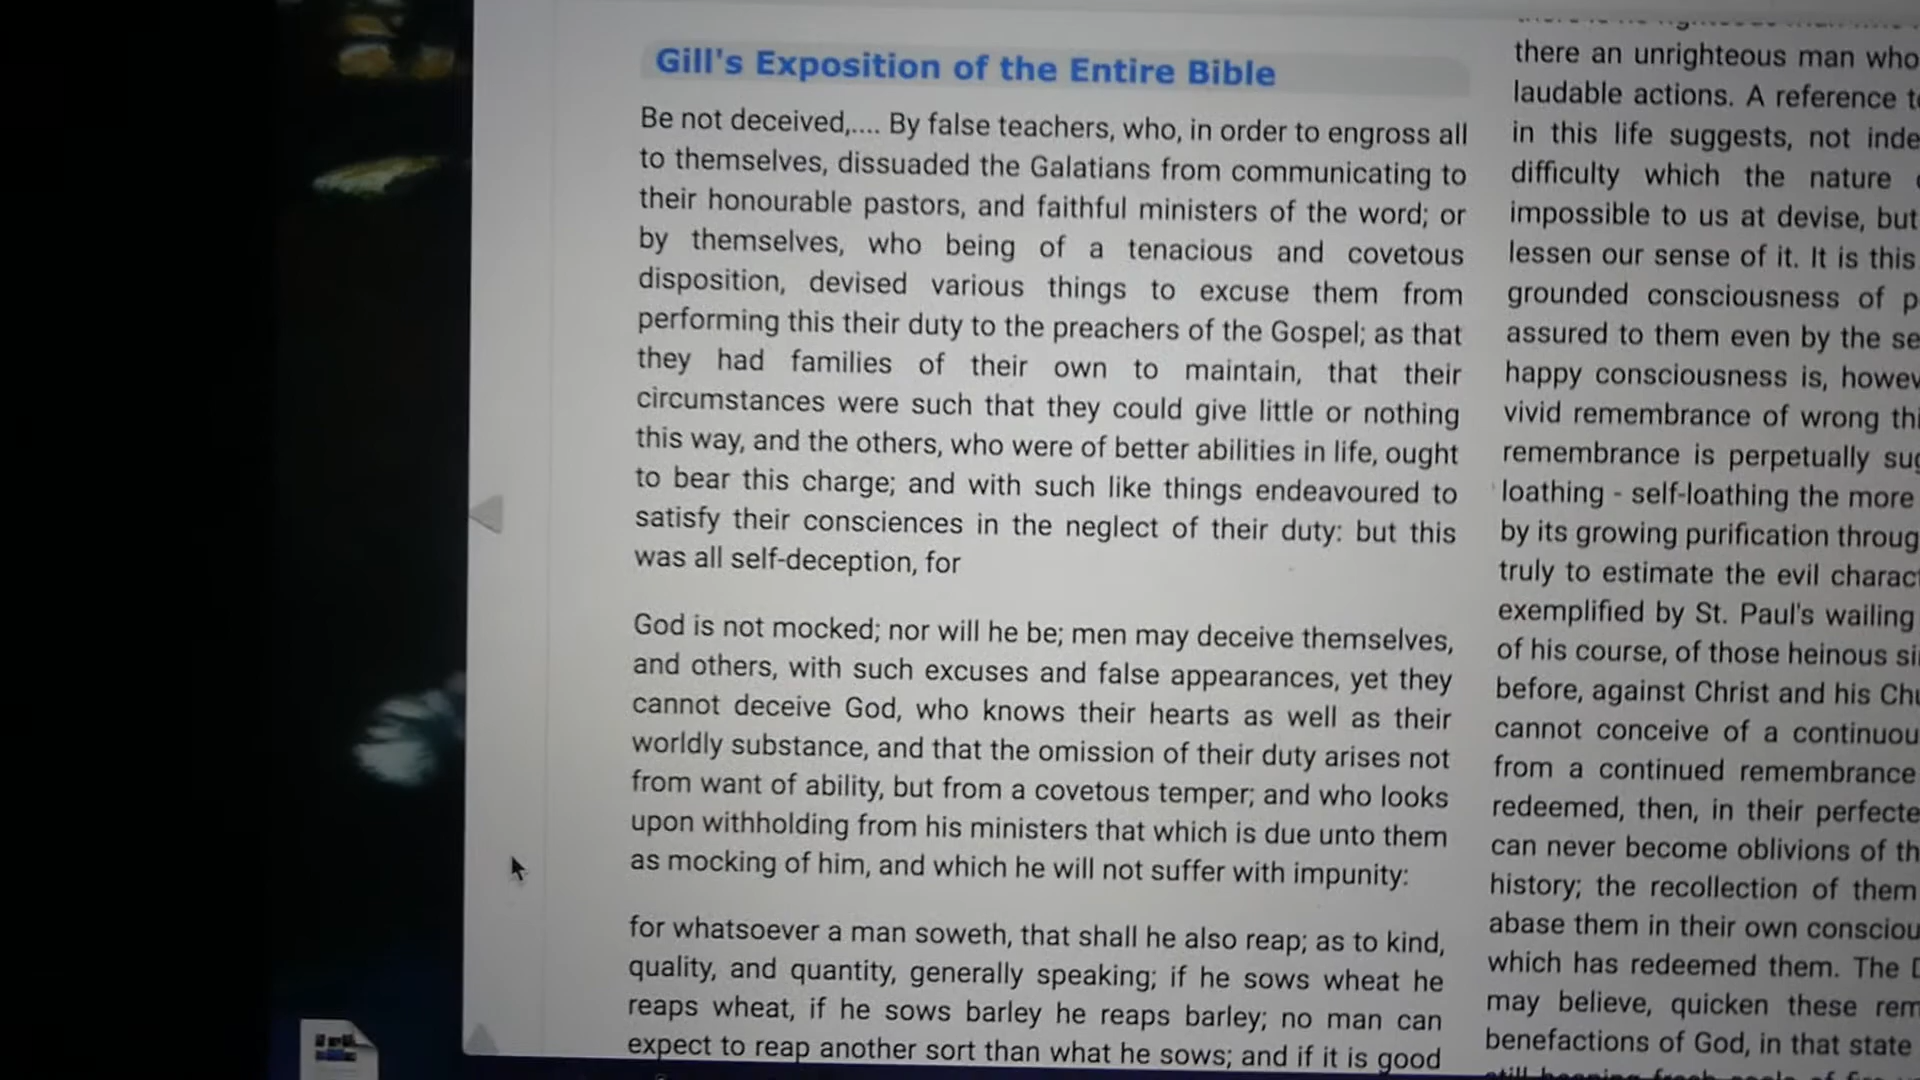 Gill's Exposition of the Entire Bible
Be not deceived,.... By false teachers, who, in order to engross all
to themselves, dissuaded the Galatians from communicating to
their honourable pastors, and faithful ministers of the word; or
by themselves, who being of a tenacious and covetous
disposition, devised various things to excuse them from
performing this their duty to the preachers of the Gospel; as that
they had families of their own to maintain, that their
circumstances were such that they could give little or nothing
this way, and the others, who were of better abilities in life, ought
to bear this charge; and with such like things endeavoured to
satisfy their consciences in the neglect of their duty: but this
was all self-deception, for
God is not mocked; nor will he be; men may deceive themselves,
and others, with such excuses and false appearances, yet they
cannot deceive God, who knows their hearts as well as their
worldly substance, and that the omission of their duty arises not
from want of ability, but from a covetous temper; and who looks
upon withholding from his ministers that which is due unto them
as mocking of him, and which he will not suffer with impunity:
for whatsoever a man soweth, that shall he also reap; as to kind,
quality, and quantity, generally speaking; if he sows wheat he
reaps wheat, if he sows barley he reaps barley; no man can
expect to reap another sort than what he sows; and if it is good
there an unrighteous man who
laudable actions. A reference
in this life suggests, not
difficulty which the nature
impossible to us at devise, but
lessen our sense of it. It is this
grounded consciousness of
assured to them even by the
happy consciousness is,
vivid remembrance of wrong
remembrance is perpetually
loathing - self-loathing the more
by its growing purification
truly to estimate the evil
exemplified by St. Paul's wailing
of his course, of those heinous
before, against Christ and his
cannot conceive of a
from a continued remembrance
redeemed, then, in their
can never become oblivions of
history; the recollection of them
abase them in their own
which has redeemed them. The
may believe, quicken these
benefactions of God, in that state